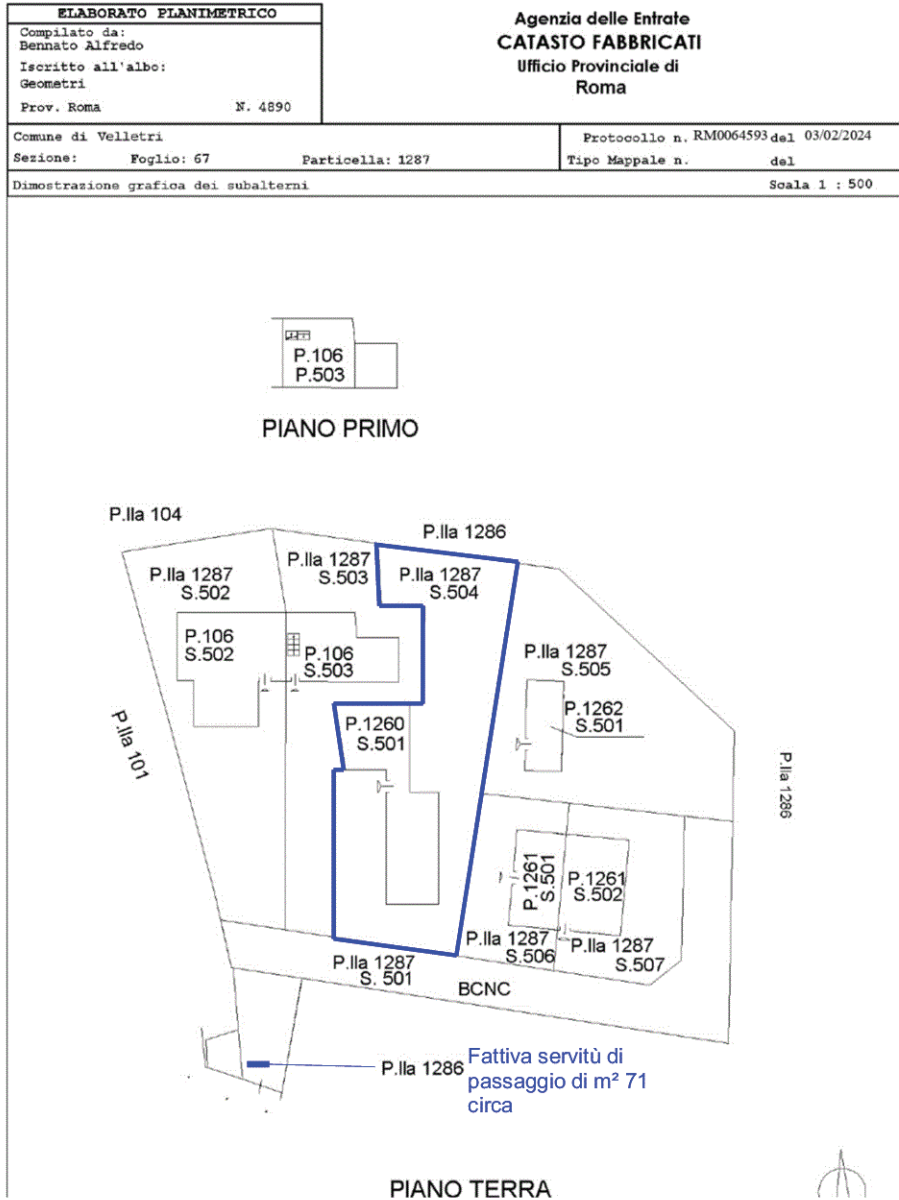 ELABORATO PLANIMETRICO
Compilato da:
Bennato Alfredo
Iscritto all'albo:
Geometri
Prov. Roma N. 4890
Agenzia delle Entrate
CATASTO FABBRICATI
Ufficio Provinciale di
Roma
Comune di Velletri
Sezione: Foglio: 67 Particella: 1287
Protocollo n. RM0064593 del 03/02/2024
Tipo Mappale n. del
Dimostrazione grafica dei subalterni Scala 1 : 500
P.106
P.503
PIANO PRIMO
P.lla 104
P.lla 1286
P.lla 1287
S.502
P.lla 1287
S.503
P.lla 1287
S.504
P.106
S.502
P.106
S.503
P.lla 1287
S.505
P.1262
S.501
P.1260
S.501
P.lla 101
P.lla 1286
P.1261
S.501
P.1261
S.502
P.lla 1287
S.506
P.lla 1287
S.507
P.lla 1287
S. 501
BCNC
P.lla 1286
Fattiva servitù di
passaggio di m² 71
circa
PIANO TERRA